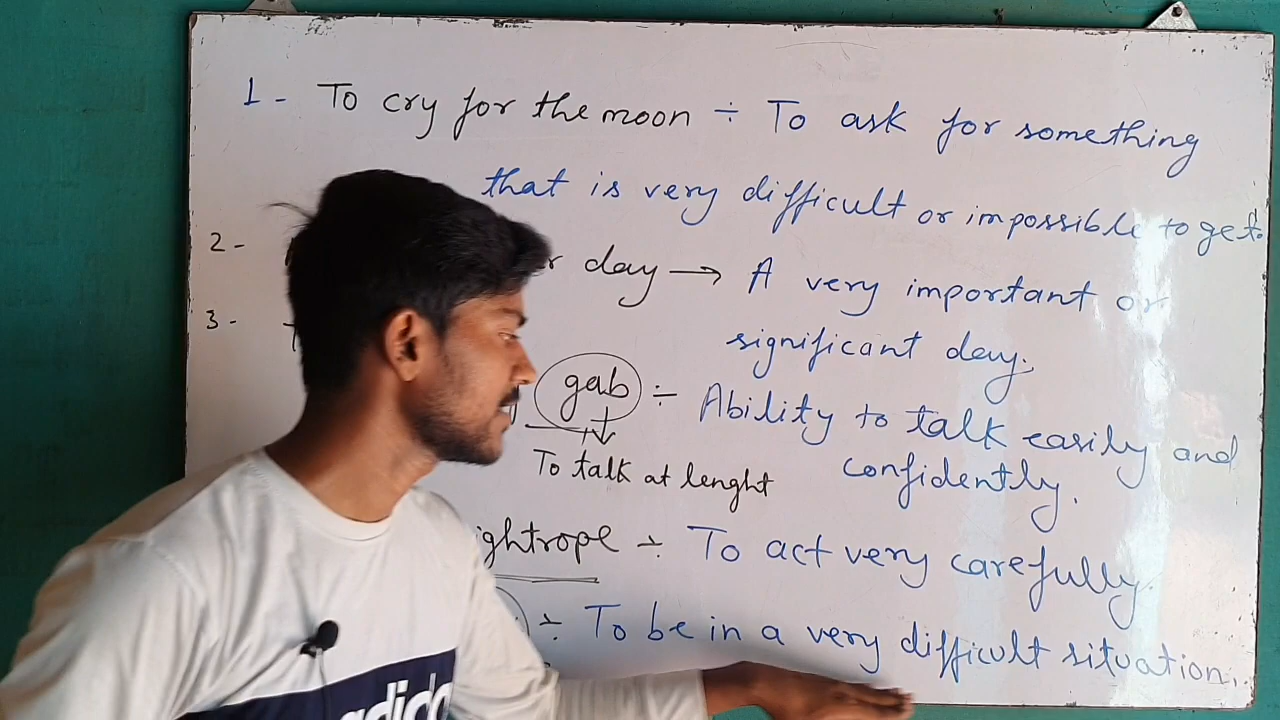 1 - To cry for the moon ÷ To ask for something
that is very difficult or impossible to get.
2 - day → A very important or
significant day.
3 -
gab ÷ Ability to talk easily and
confidently.
To talk at lenght
ightrope ÷ To act very carefully.
÷ To be in a very difficult situation.
adida